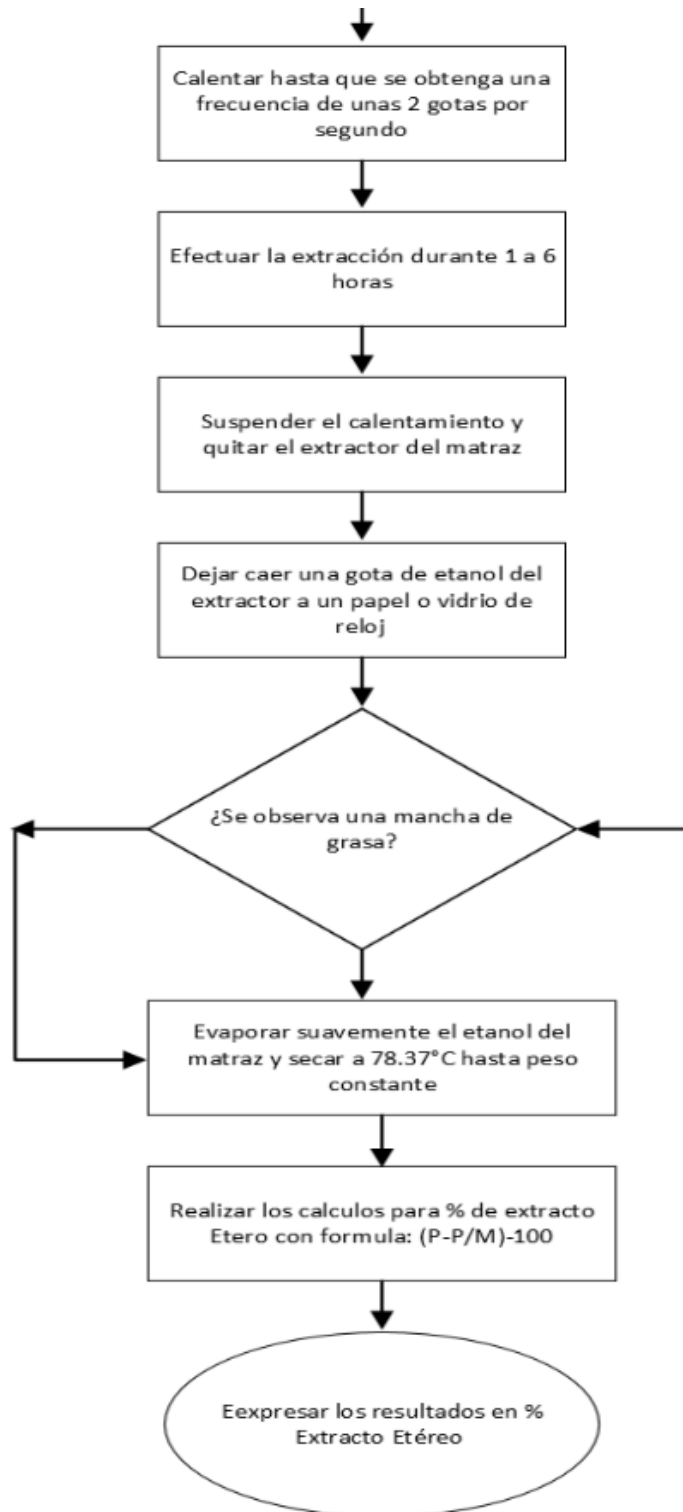 Calentar hasta que se obtenga una
frecuencia de unas 2 gotas por
segundo
Efectuar la extracción durante 1 a 6
horas
Suspender el calentamiento y
quitar el extractor del matraz
Dejar caer una gota de etanol del
extractor a un papel o vidrio de
reloj
¿Se observa una mancha de
grasa?
Evaporar suavemente el etanol del
matraz y secar a 78.37°C hasta peso
constante
Realizar los calculos para % de extracto
Etero con formula: (P-P/M)-100
Eexpresar los resultados en %
Extracto Etéreo